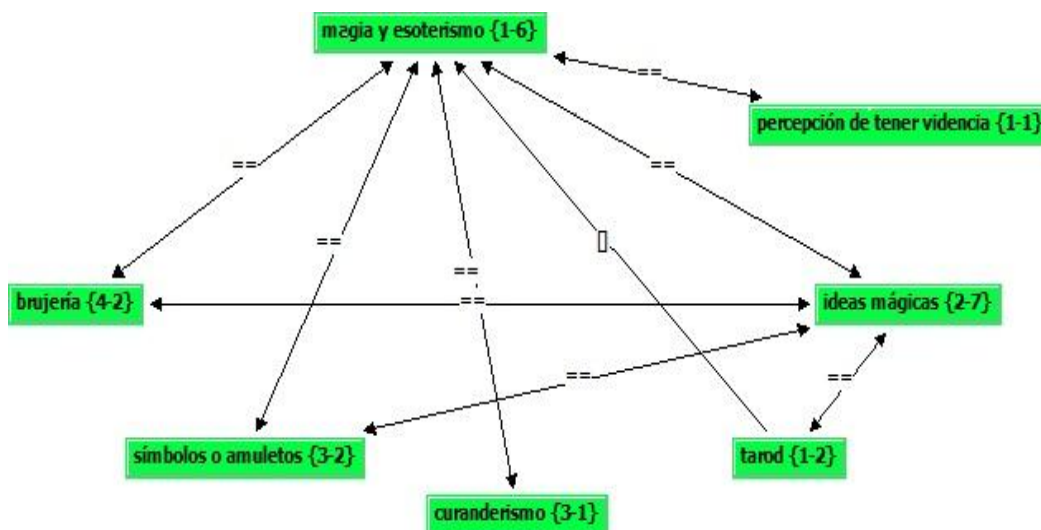 magia y esoterismo {1-6}
==
percepción de tener videncia {1-1}
==
==
==
[]
==
brujería {4-2}
==
ideas mágicas {2-7}
==
==
símbolos o amuletos {3-2}
tarod {1-2}
curanderismo {3-1}